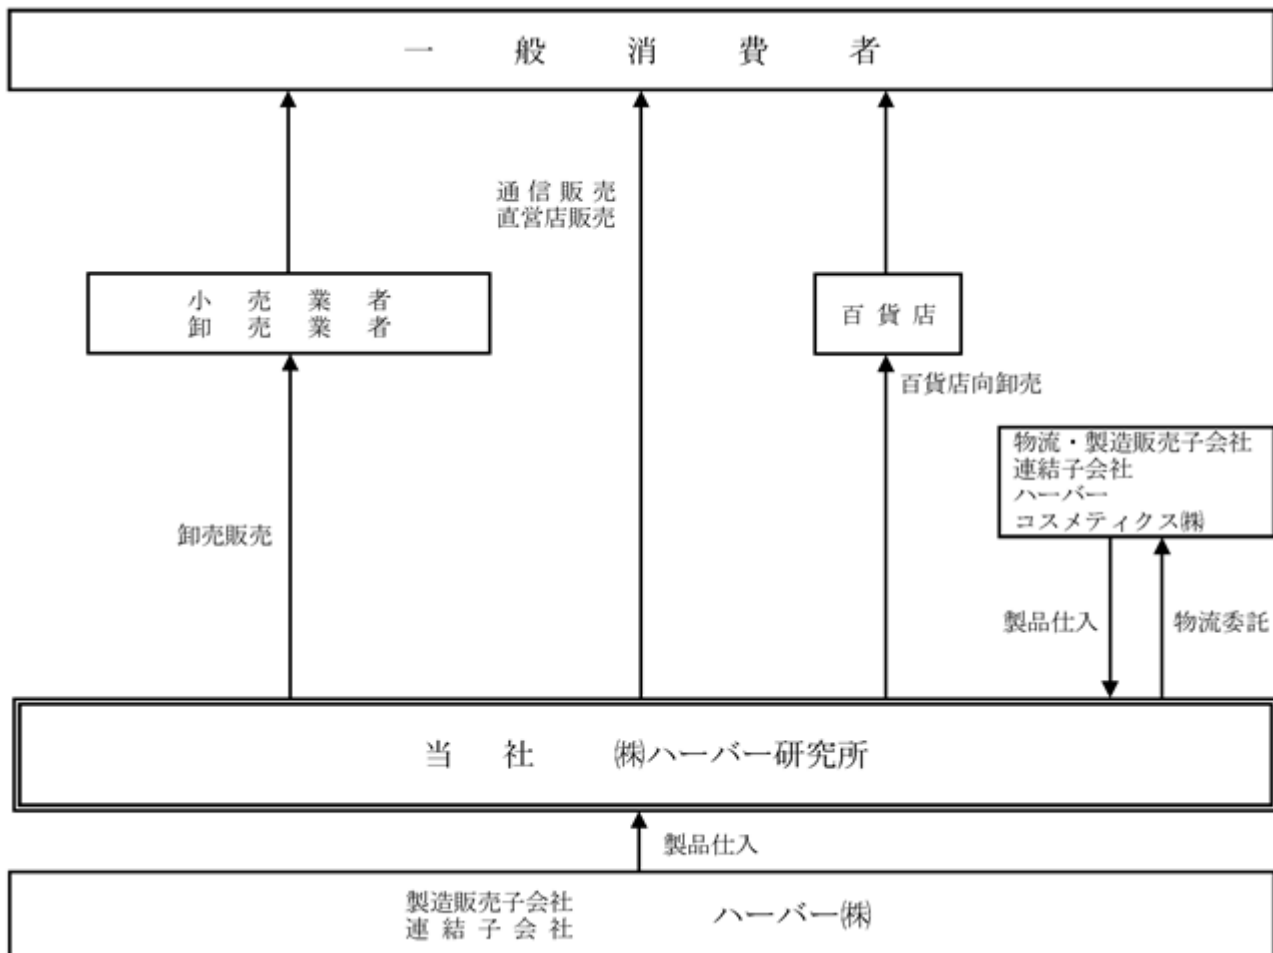 一般消費者
通信販売
直営店販売
小売業者
卸売業者
百貨店
百貨店向卸売
物流・製造販売子会社
連結子会社
ハーバー
コスメティクス㈱
卸売販売
製品仕入
物流委託
当社 ㈱ハーバー研究所
製品仕入
製造販売子会社
連結子会社
ハーバー㈱